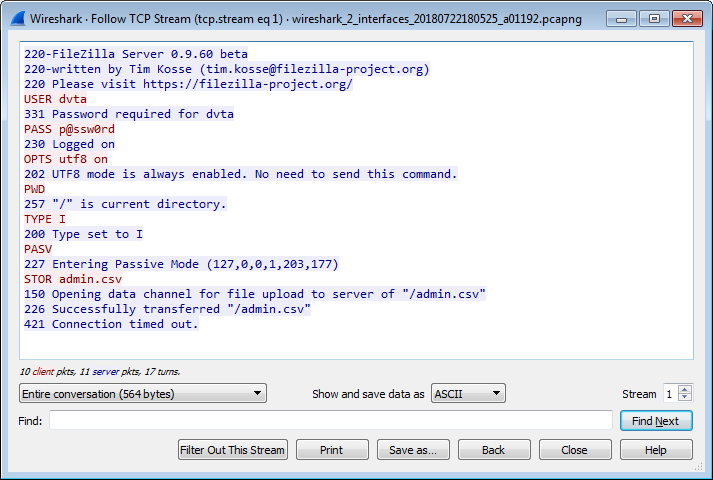 Wireshark · Follow TCP Stream (tcp.stream eq 1) · wireshark_2_interfaces_20180722180525_a01192.pcapng
220-FileZilla Server 0.9.60 beta
220-written by Tim Kosse (tim.kosse@filezilla-project.org)
220 Please visit https://filezilla-project.org/
USER dvta
331 Password required for dvta
PASS p@ssw0rd
230 Logged on
OPTS utf8 on
202 UTF8 mode is always enabled. No need to send this command.
PWD
257 "/" is current directory.
TYPE I
200 Type set to I
PASV
227 Entering Passive Mode (127,0,0,1,203,177)
STOR admin.csv
150 Opening data channel for file upload to server of "/admin.csv"
226 Successfully transferred "/admin.csv"
421 Connection timed out.
10 client pkts, 11 server pkts, 17 turns.
Entire conversation (564 bytes) Show and save data as ASCII Stream 1
Find: Find Next
Filter Out This Stream Print Save as... Back Close Help